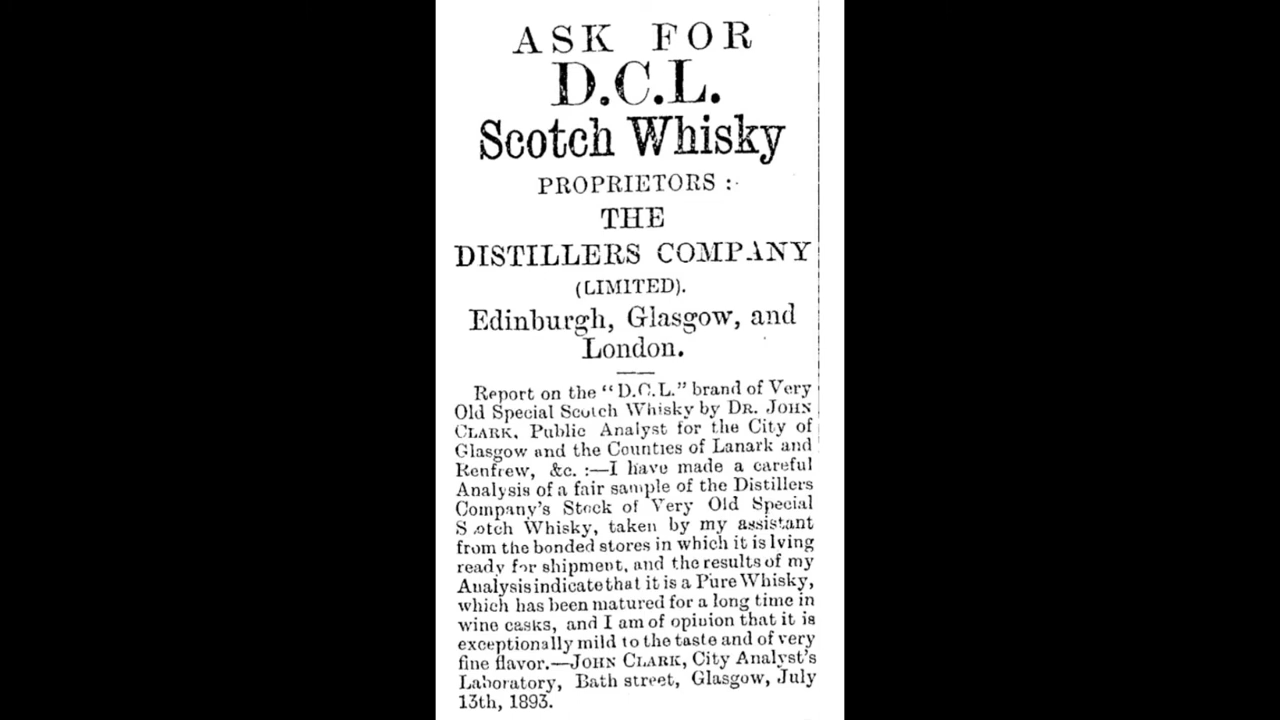 ASK FOR
D.C.L.
Scotch Whisky
PROPRIETORS :-
THE
DISTILLERS COMPANY
(LIMITED).
Edinburgh, Glasgow, and
London.
Report on the "D.C.L." brand of Very
Old Special Scotch Whisky by DR. JOHN
CLARK, Public Analyst for the City of
Glasgow and the Counties of Lanark and
Renfrew, &c. :—I have made a careful
Analysis of a fair sample of the Distillers
Company's Stock of Very Old Special
Scotch Whisky, taken by my assistant
from the bonded stores in which it is lying
ready for shipment, and the results of my
Analysis indicate that it is a Pure Whisky,
which has been matured for a long time in
wine casks, and I am of opinion that it is
exceptionally mild to the taste and of very
fine flavor.—JOHN CLARK, City Analyst's
Laboratory, Bath street, Glasgow, July
13th, 1893.